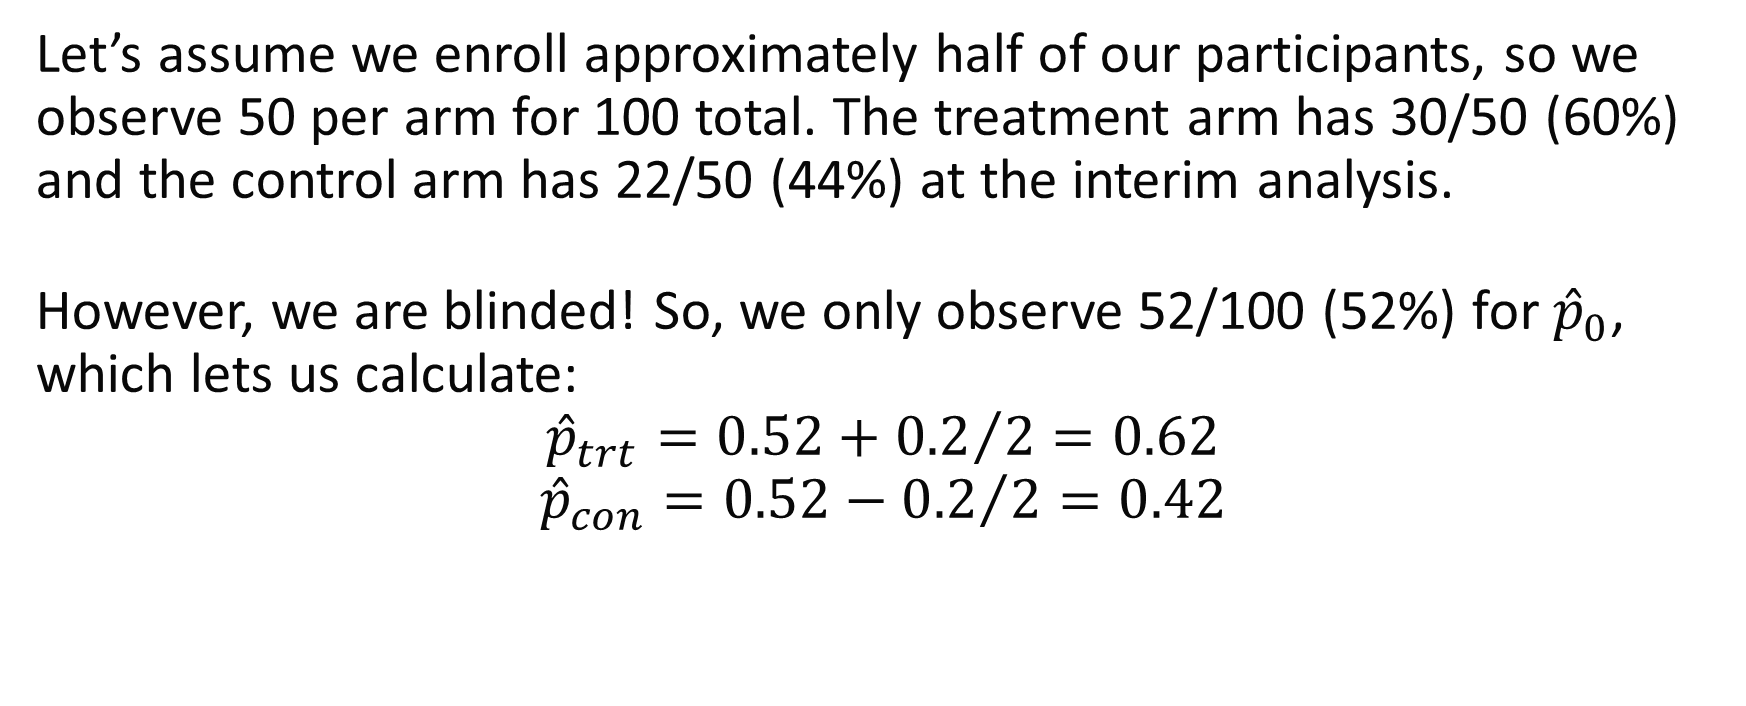 Let’s assume we enroll approximately half of our participants, so we
observe 50 per arm for 100 total. The treatment arm has 30/50 (60%)
and the control arm has 22/50 (44%) at the interim analysis.
However, we are blinded! So, we only observe 52/100 (52%) for p̂₀,
which lets us calculate:
p̂_trt = 0.52 + 0.2/2 = 0.62
p̂_con = 0.52 − 0.2/2 = 0.42